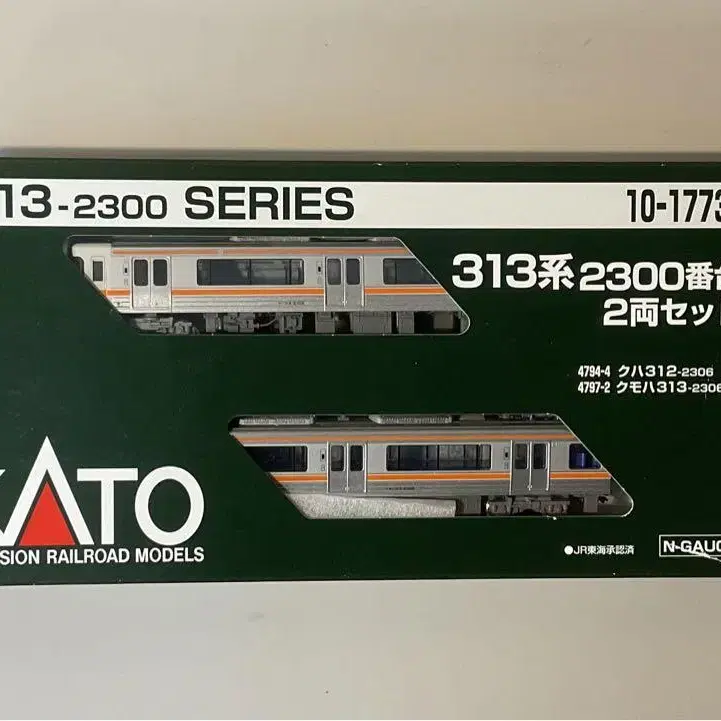 13-2300 SERIES
10-1773
313系 2300番台
2両セッ
4794-4 クハ312-2306
4797-2 クモハ313-2306
KATO
SION RAILROAD MODELS
●JR東海承認済
N-GAUG